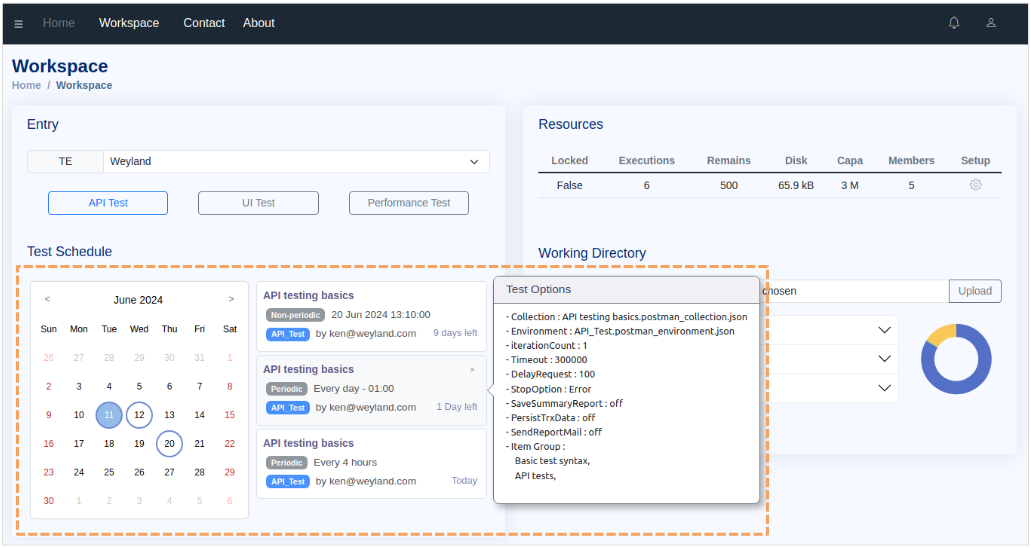 Home Workspace Contact About
Workspace
Home / Workspace
Entry
TE Weyland
API Test UI Test Performance Test
Test Schedule
< June 2024 >
Sun Mon Tue Wed Thu Fri Sat
26 27 28 29 30 31 1
2 3 4 5 6 7 8
9 10 11 12 13 14 15
16 17 18 19 20 21 22
23 24 25 26 27 28 29
30 1 2 3 4 5 6
API testing basics
Non-periodic 20 Jun 2024 13:10:00
API_Test by ken@weyland.com 9 days left
API testing basics ×
Periodic Every day - 01:00
API_Test by ken@weyland.com 1 Day left
API testing basics
Periodic Every 4 hours
API_Test by ken@weyland.com Today
Test Options
- Collection : API testing basics.postman_collection.json
- Environment : API_Test.postman_environment.json
- iterationCount : 1
- Timeout : 300000
- DelayRequest : 100
- StopOption : Error
- SaveSummaryReport : off
- PersistTrxData : off
- SendReportMail : off
- Item Group :
Basic test syntax,
API tests,
Resources
Locked Executions Remains Disk Capa Members Setup
False 6 500 65.9 kB 3 M 5
Working Directory
chosen Upload